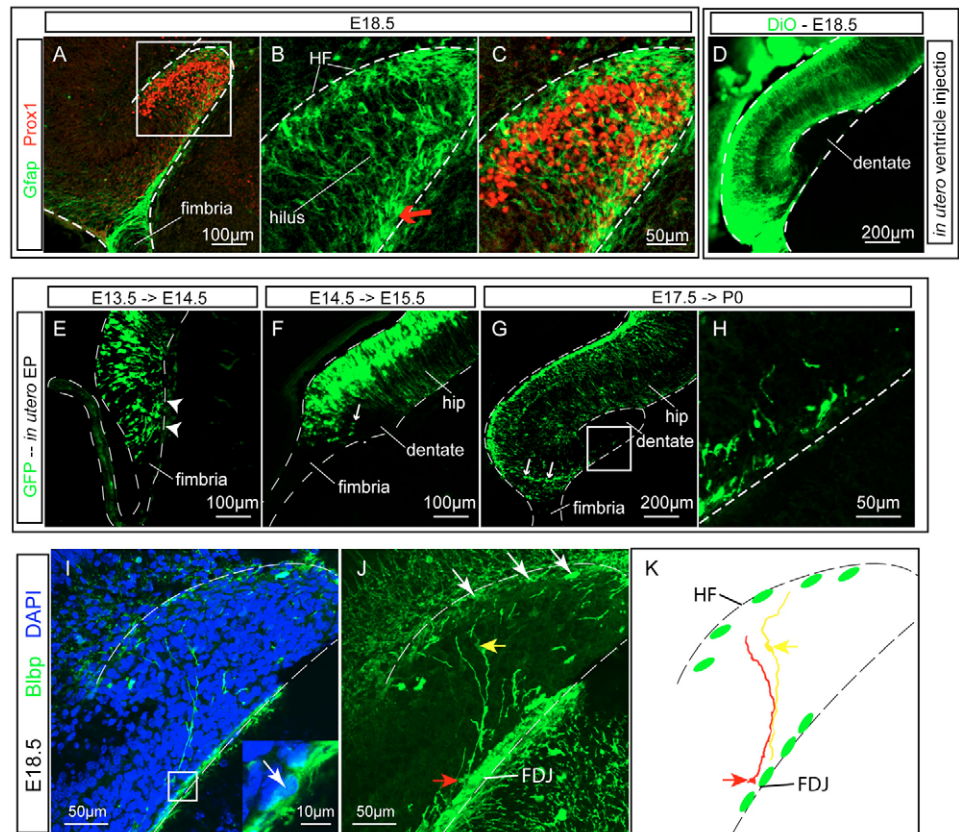 E18.5
DiO - E18.5
Gfap Prox1
A
fimbria
100µm
B
HF
hilus
C
50µm
D
dentate
200µm
in utero ventricle injectio
E13.5 -> E14.5
E14.5 -> E15.5
E17.5 -> P0
GFP -- in utero EP
E
fimbria
100µm
F
hip
dentate
fimbria
100µm
G
hip
dentate
fimbria
200µm
H
50µm
E18.5 Blbp DAPI
I
50µm
10µm
J
FDJ
50µm
K
HF
FDJ